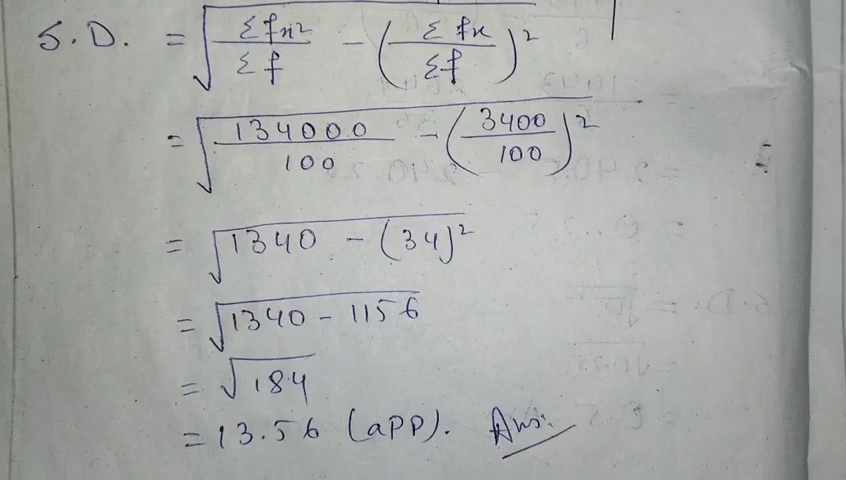 S.D. = √(Σfx²/Σf - (Σfx/Σf)²)
= √(134000/100 - (3400/100)²)
= √(1340 - (34)²)
= √(1340 - 1156)
= √184
= 13.56 (app). Ans: